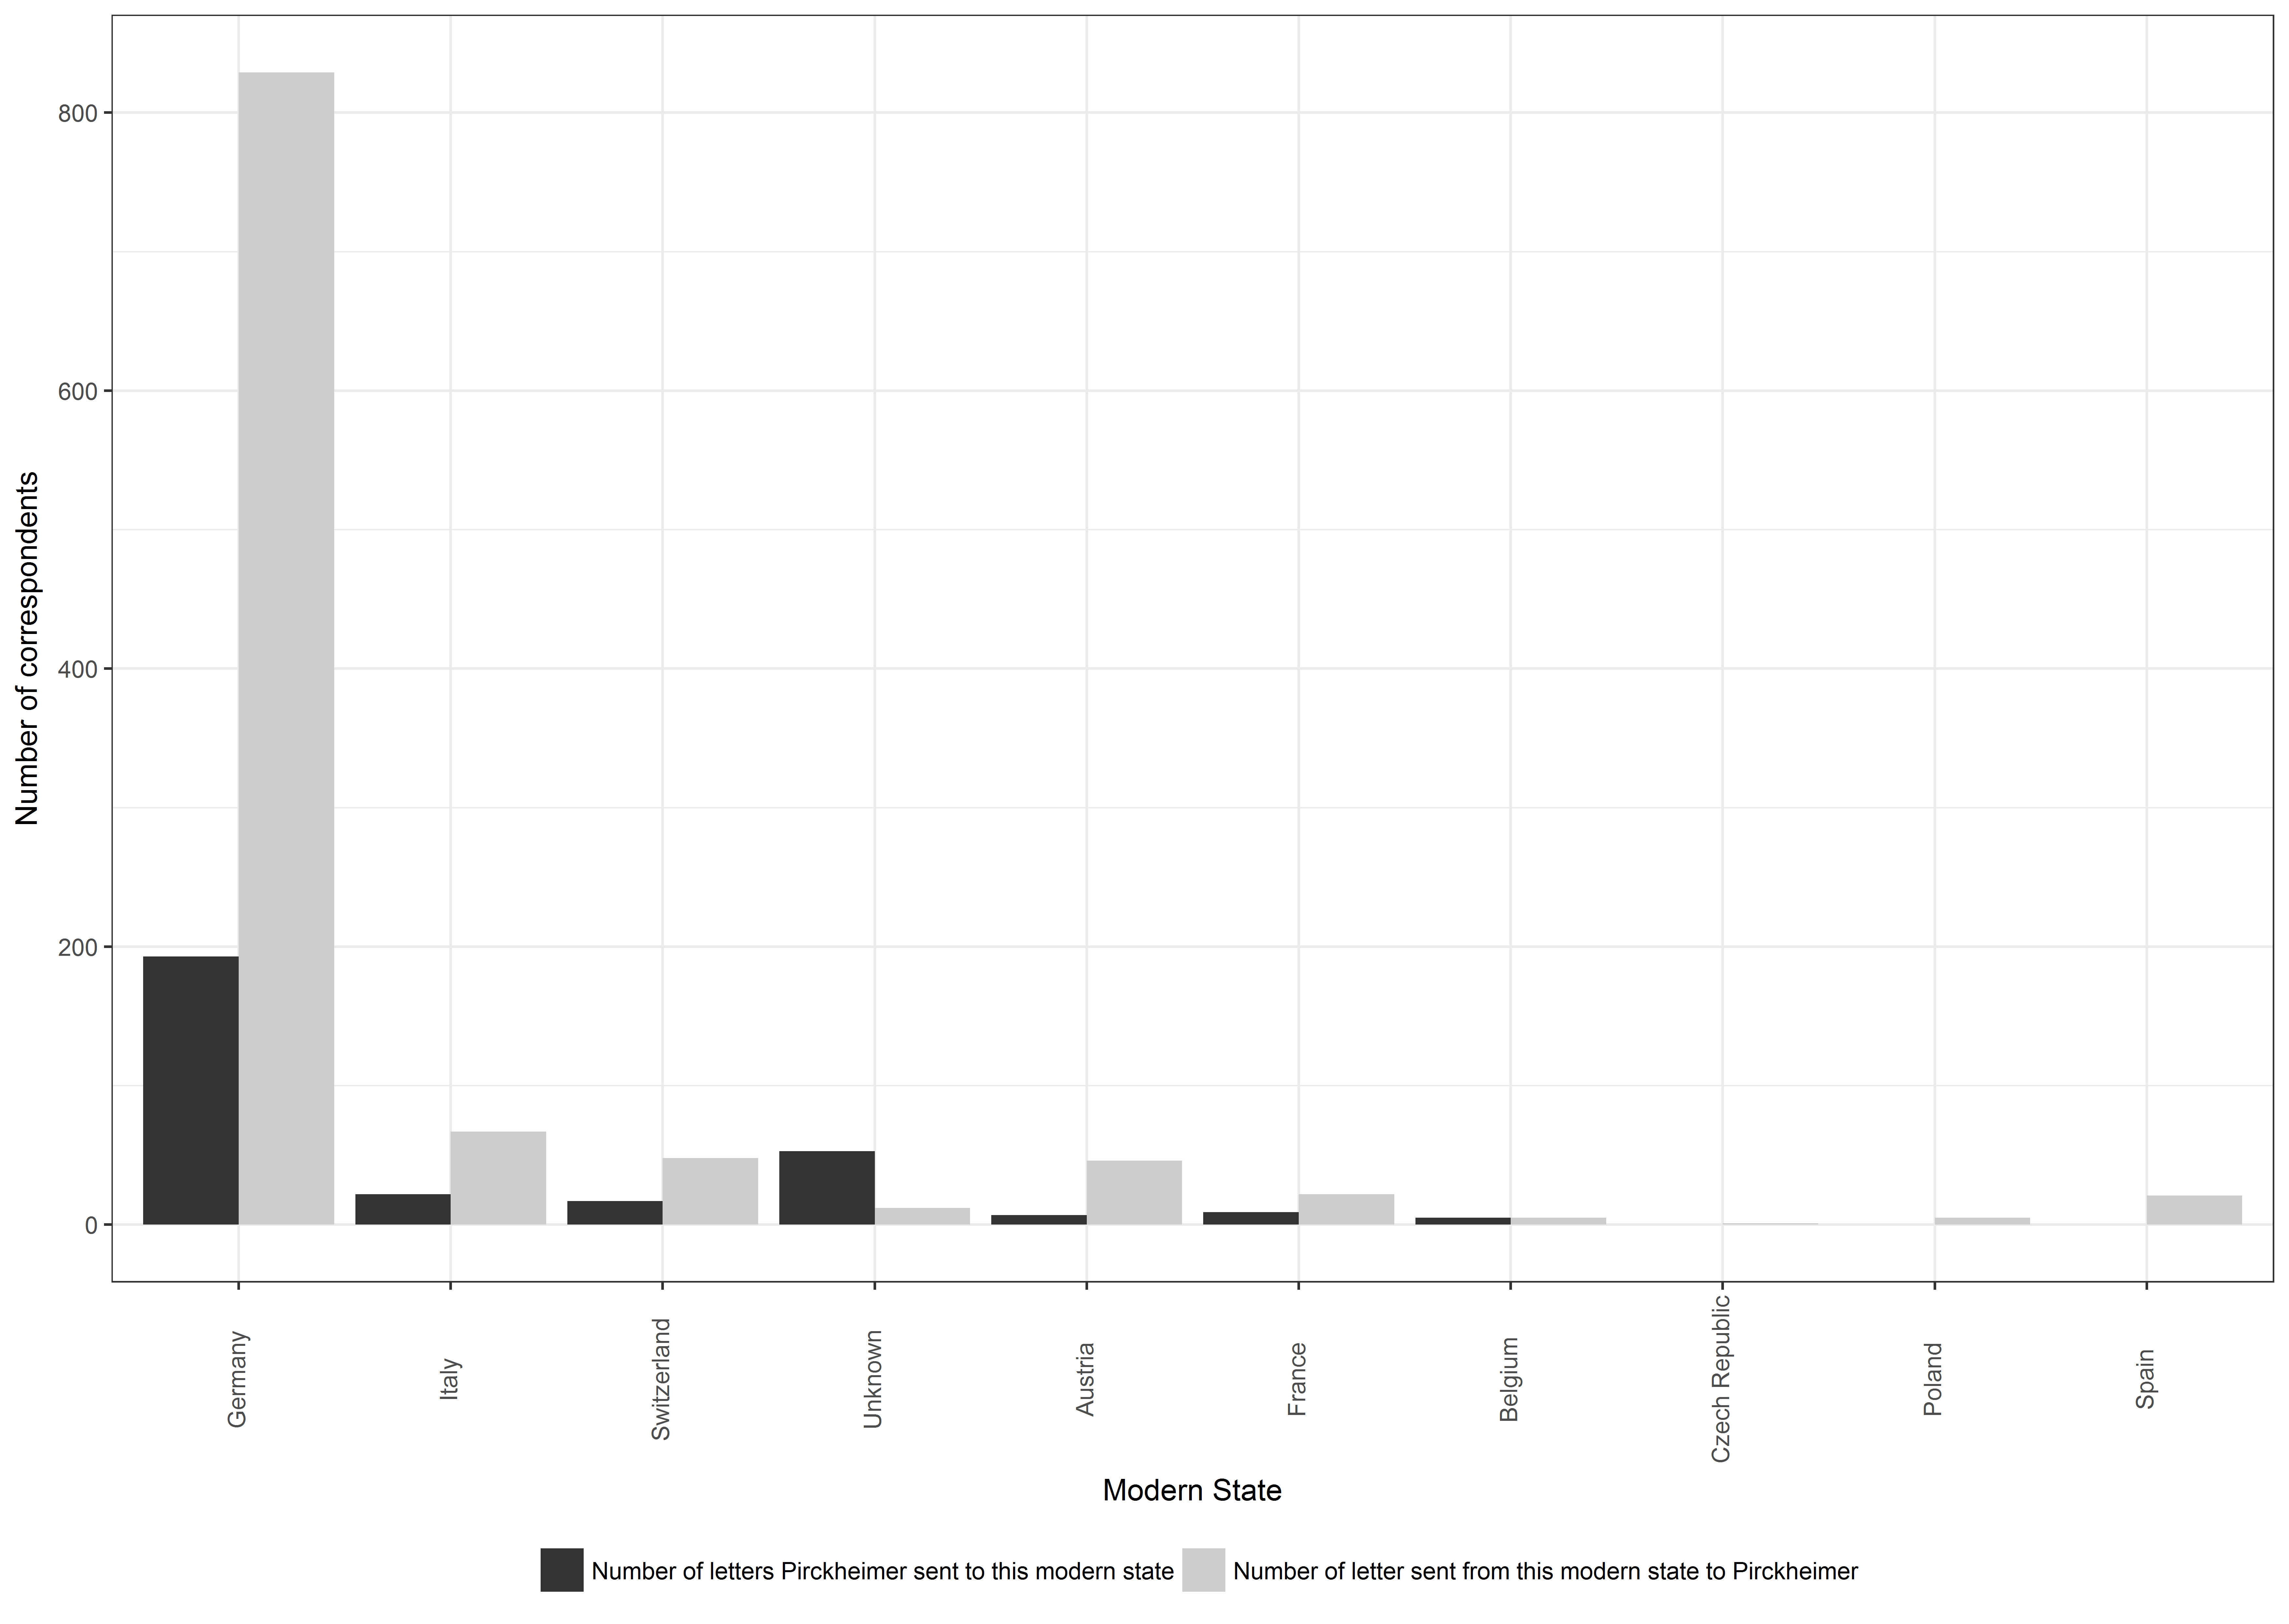 Number of correspondents
800
600
400
200
0
Germany
Italy
Switzerland
Unknown
Austria
France
Belgium
Czech Republic
Poland
Spain
Modern State
Number of letters Pirckheimer sent to this modern state
Number of letter sent from this modern state to Pirckheimer